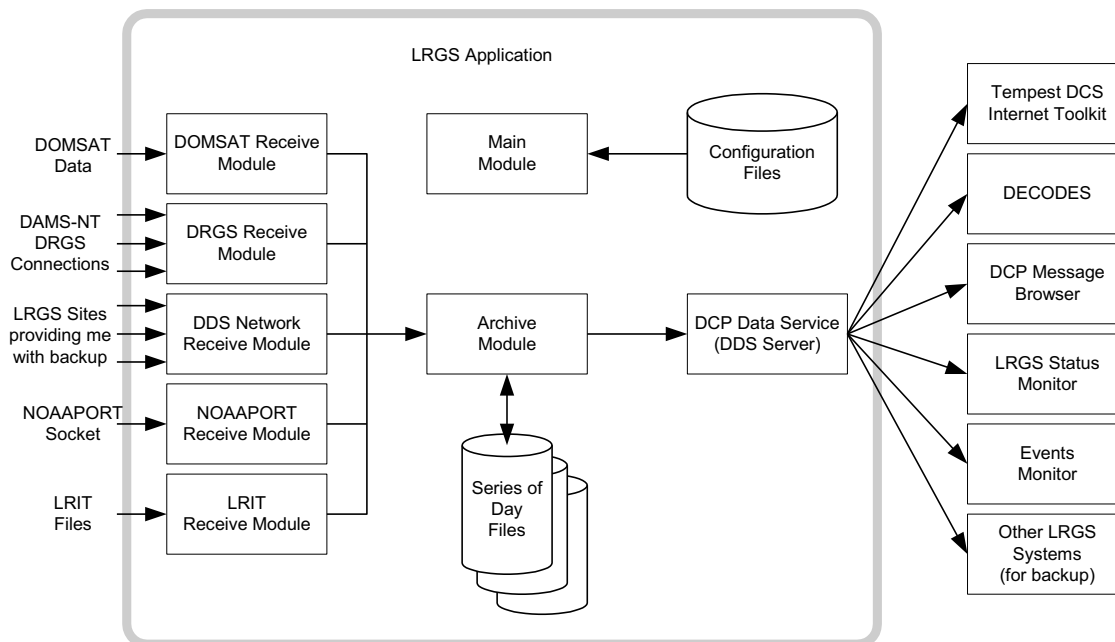 LRGS Application
DOMSAT
Data
DOMSAT Receive
Module
Main
Module
Configuration
Files
Tempest DCS
Internet Toolkit
DAMS-NT
DRGS
Connections
DRGS Receive
Module
DECODES
LRGS Sites
providing me
with backup
DDS Network
Receive Module
Archive
Module
DCP Data Service
(DDS Server)
DCP Message
Browser
LRGS Status
Monitor
NOAAPORT
Socket
NOAAPORT
Receive Module
Series of
Day
Files
Events
Monitor
LRIT
Files
LRIT
Receive Module
Other LRGS
Systems
(for backup)